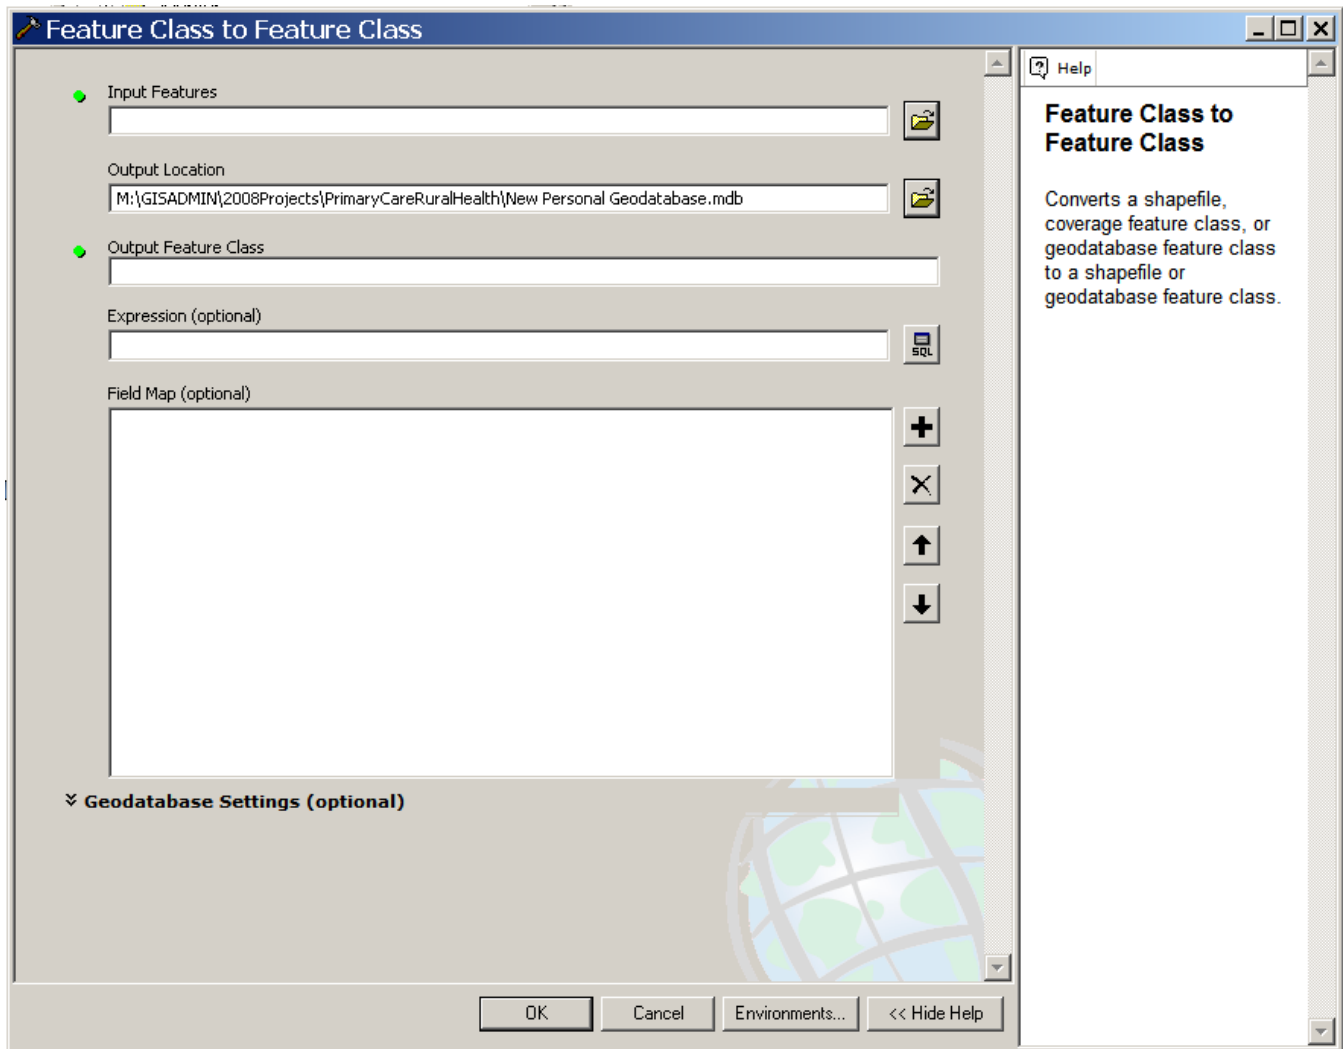 Feature Class to Feature Class
Input Features
Output Location
M:\GISADMIN\2008Projects\PrimaryCareRuralHealth\New Personal Geodatabase.mdb
Output Feature Class
Expression (optional)
SQL
Field Map (optional)
Geodatabase Settings (optional)
OK
Cancel
Environments...
<< Hide Help
Help
Feature Class to
Feature Class
Converts a shapefile,
coverage feature class, or
geodatabase feature class
to a shapefile or
geodatabase feature class.